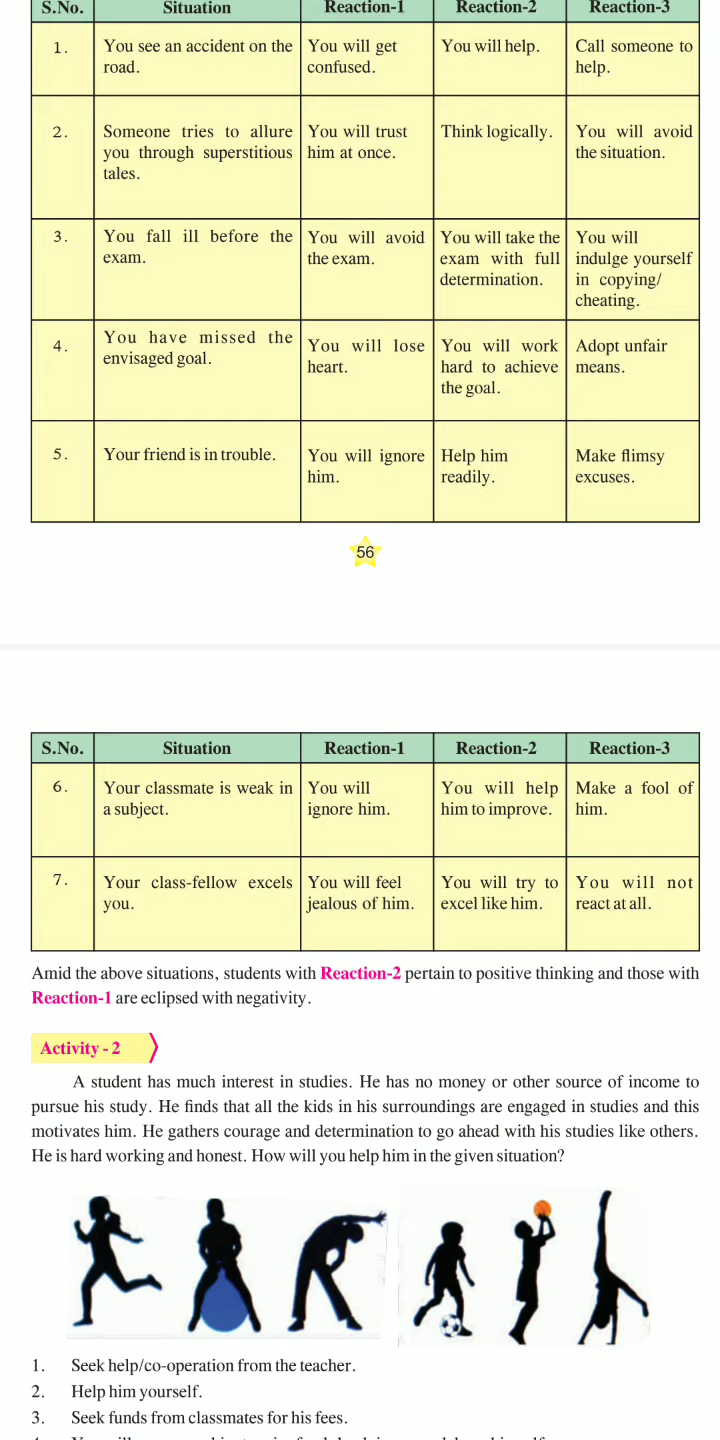 S.No. Situation Reaction-1 Reaction-2 Reaction-3
1. You see an accident on the You will get You will help. Call someone to
road. confused. help.
2. Someone tries to allure You will trust Think logically. You will avoid
you through superstitious him at once. the situation.
tales.
3. You fall ill before the You will avoid You will take the You will
exam. the exam. exam with full indulge yourself
determination. in copying/
cheating.
4. You have missed the You will lose You will work Adopt unfair
envisaged goal. heart. hard to achieve means.
the goal.
5. Your friend is in trouble. You will ignore Help him Make flimsy
him. readily. excuses.
56
S.No. Situation Reaction-1 Reaction-2 Reaction-3
6. Your classmate is weak in You will You will help Make a fool of
a subject. ignore him. him to improve. him.
7. Your class-fellow excels You will feel You will try to You will not
you. jealous of him. excel like him. react at all.
Amid the above situations, students with Reaction-2 pertain to positive thinking and those with
Reaction-1 are eclipsed with negativity.
Activity - 2
A student has much interest in studies. He has no money or other source of income to
pursue his study. He finds that all the kids in his surroundings are engaged in studies and this
motivates him. He gathers courage and determination to go ahead with his studies like others.
He is hard working and honest. How will you help him in the given situation?
1. Seek help/co-operation from the teacher.
2. Help him yourself.
3. Seek funds from classmates for his fees.